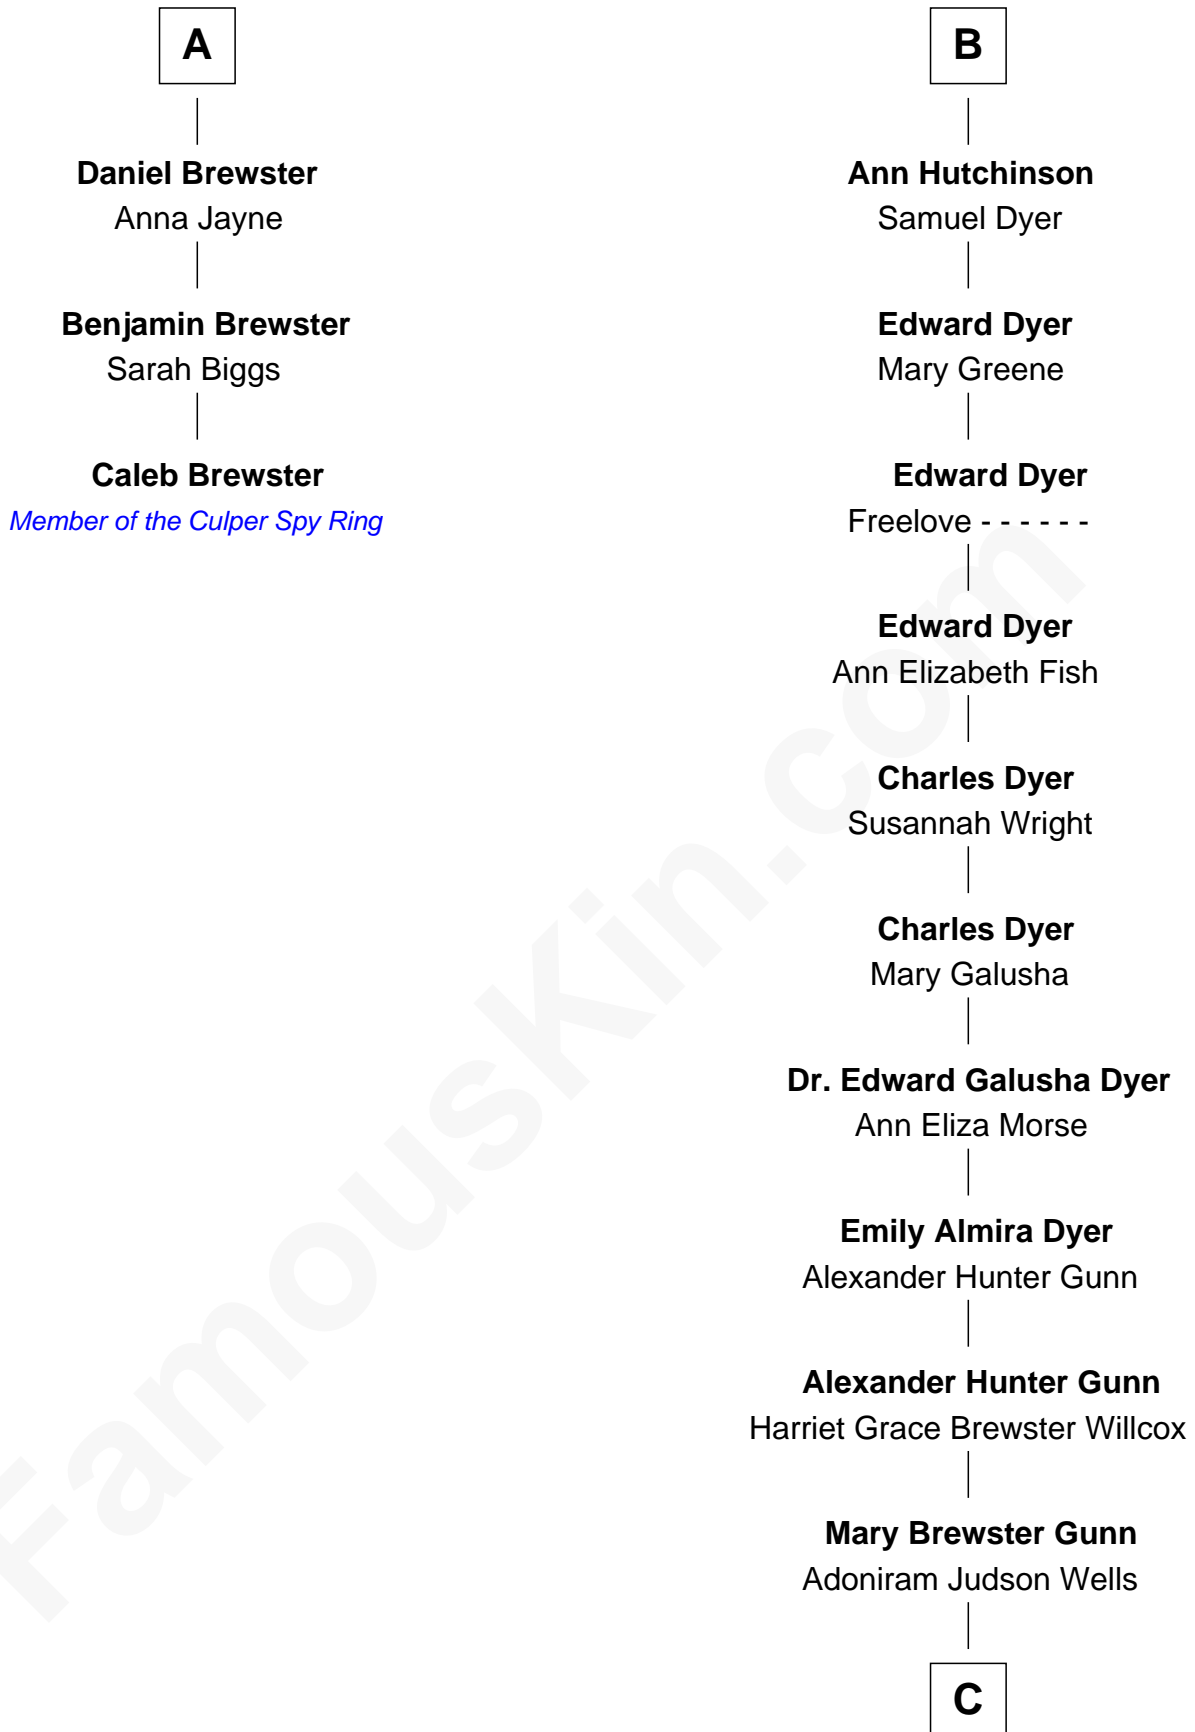 A
Daniel Brewster
Anna Jayne
Benjamin Brewster
Sarah Biggs
Caleb Brewster
Member of the Culper Spy Ring
B
Ann Hutchinson
Samuel Dyer
Edward Dyer
Mary Greene
Edward Dyer
Freelove - - - - - -
Edward Dyer
Ann Elizabeth Fish
Charles Dyer
Susannah Wright
Charles Dyer
Mary Galusha
Dr. Edward Galusha Dyer
Ann Eliza Morse
Emily Almira Dyer
Alexander Hunter Gunn
Alexander Hunter Gunn
Harriet Grace Brewster Willcox
Mary Brewster Gunn
Adoniram Judson Wells
C
FamousKin.com